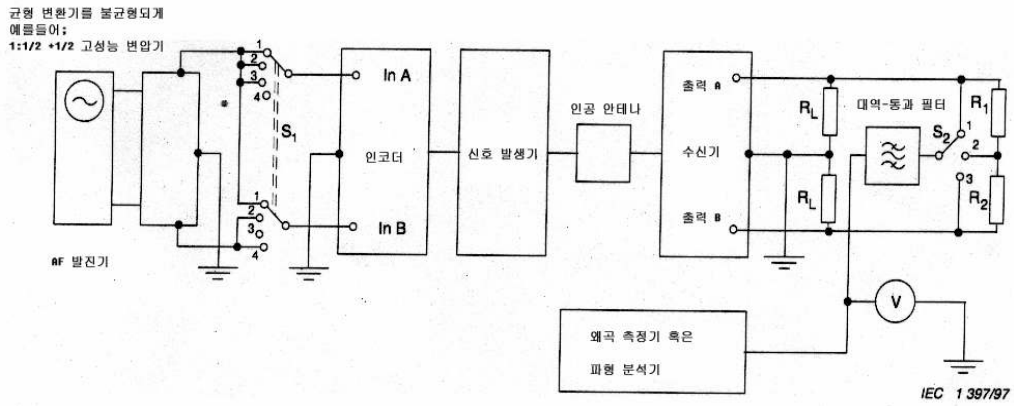 균형 변환기를 불균형되게
예를들어;
1:1/2 +1/2 고성능 변압기
AF 발진기
1
2
3
4
S1
1
2
3
4
In A
인코더
In B
신호 발생기
인공 안테나
출력 A
수신기
출력 B
RL
RL
대역-통과 필터
S2
1
2
3
R1
R2
V
왜곡 측정기 혹은
파형 분석기
IEC 1 397/97